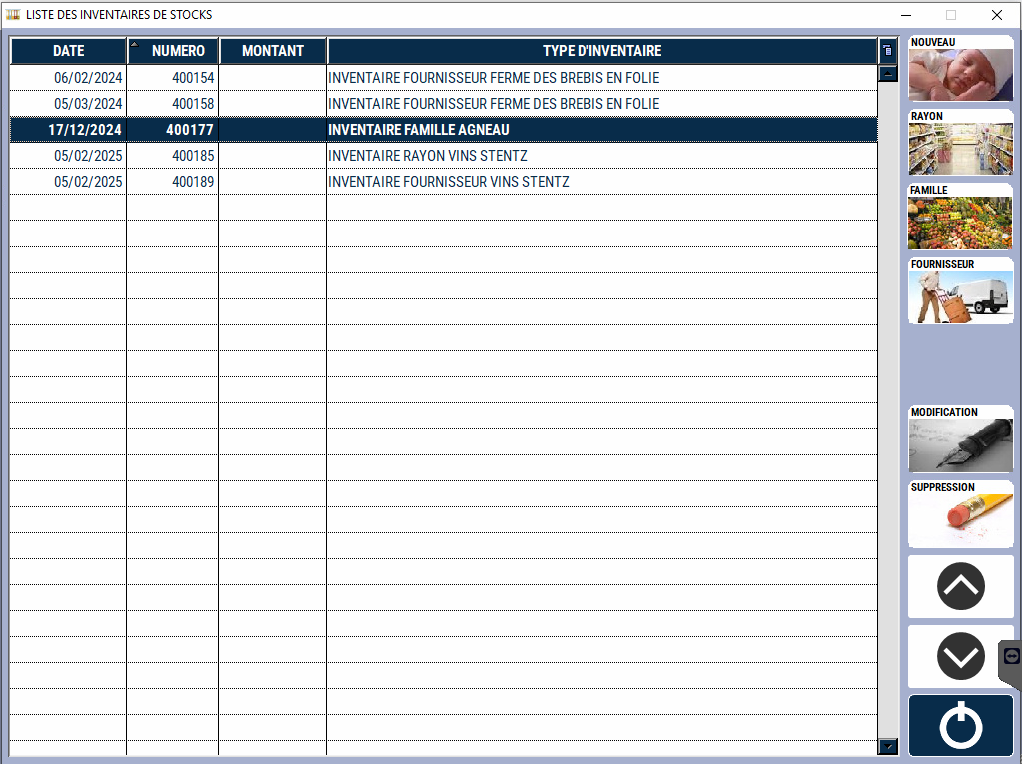 LISTE DES INVENTAIRES DE STOCKS
DATE NUMERO MONTANT TYPE D'INVENTAIRE
06/02/2024 400154 INVENTAIRE FOURNISSEUR FERME DES BREBIS EN FOLIE
05/03/2024 400158 INVENTAIRE FOURNISSEUR FERME DES BREBIS EN FOLIE
17/12/2024 400177 INVENTAIRE FAMILLE AGNEAU
05/02/2025 400185 INVENTAIRE RAYON VINS STENTZ
05/02/2025 400189 INVENTAIRE FOURNISSEUR VINS STENTZ
NOUVEAU
RAYON
FAMILLE
FOURNISSEUR
MODIFICATION
SUPPRESSION